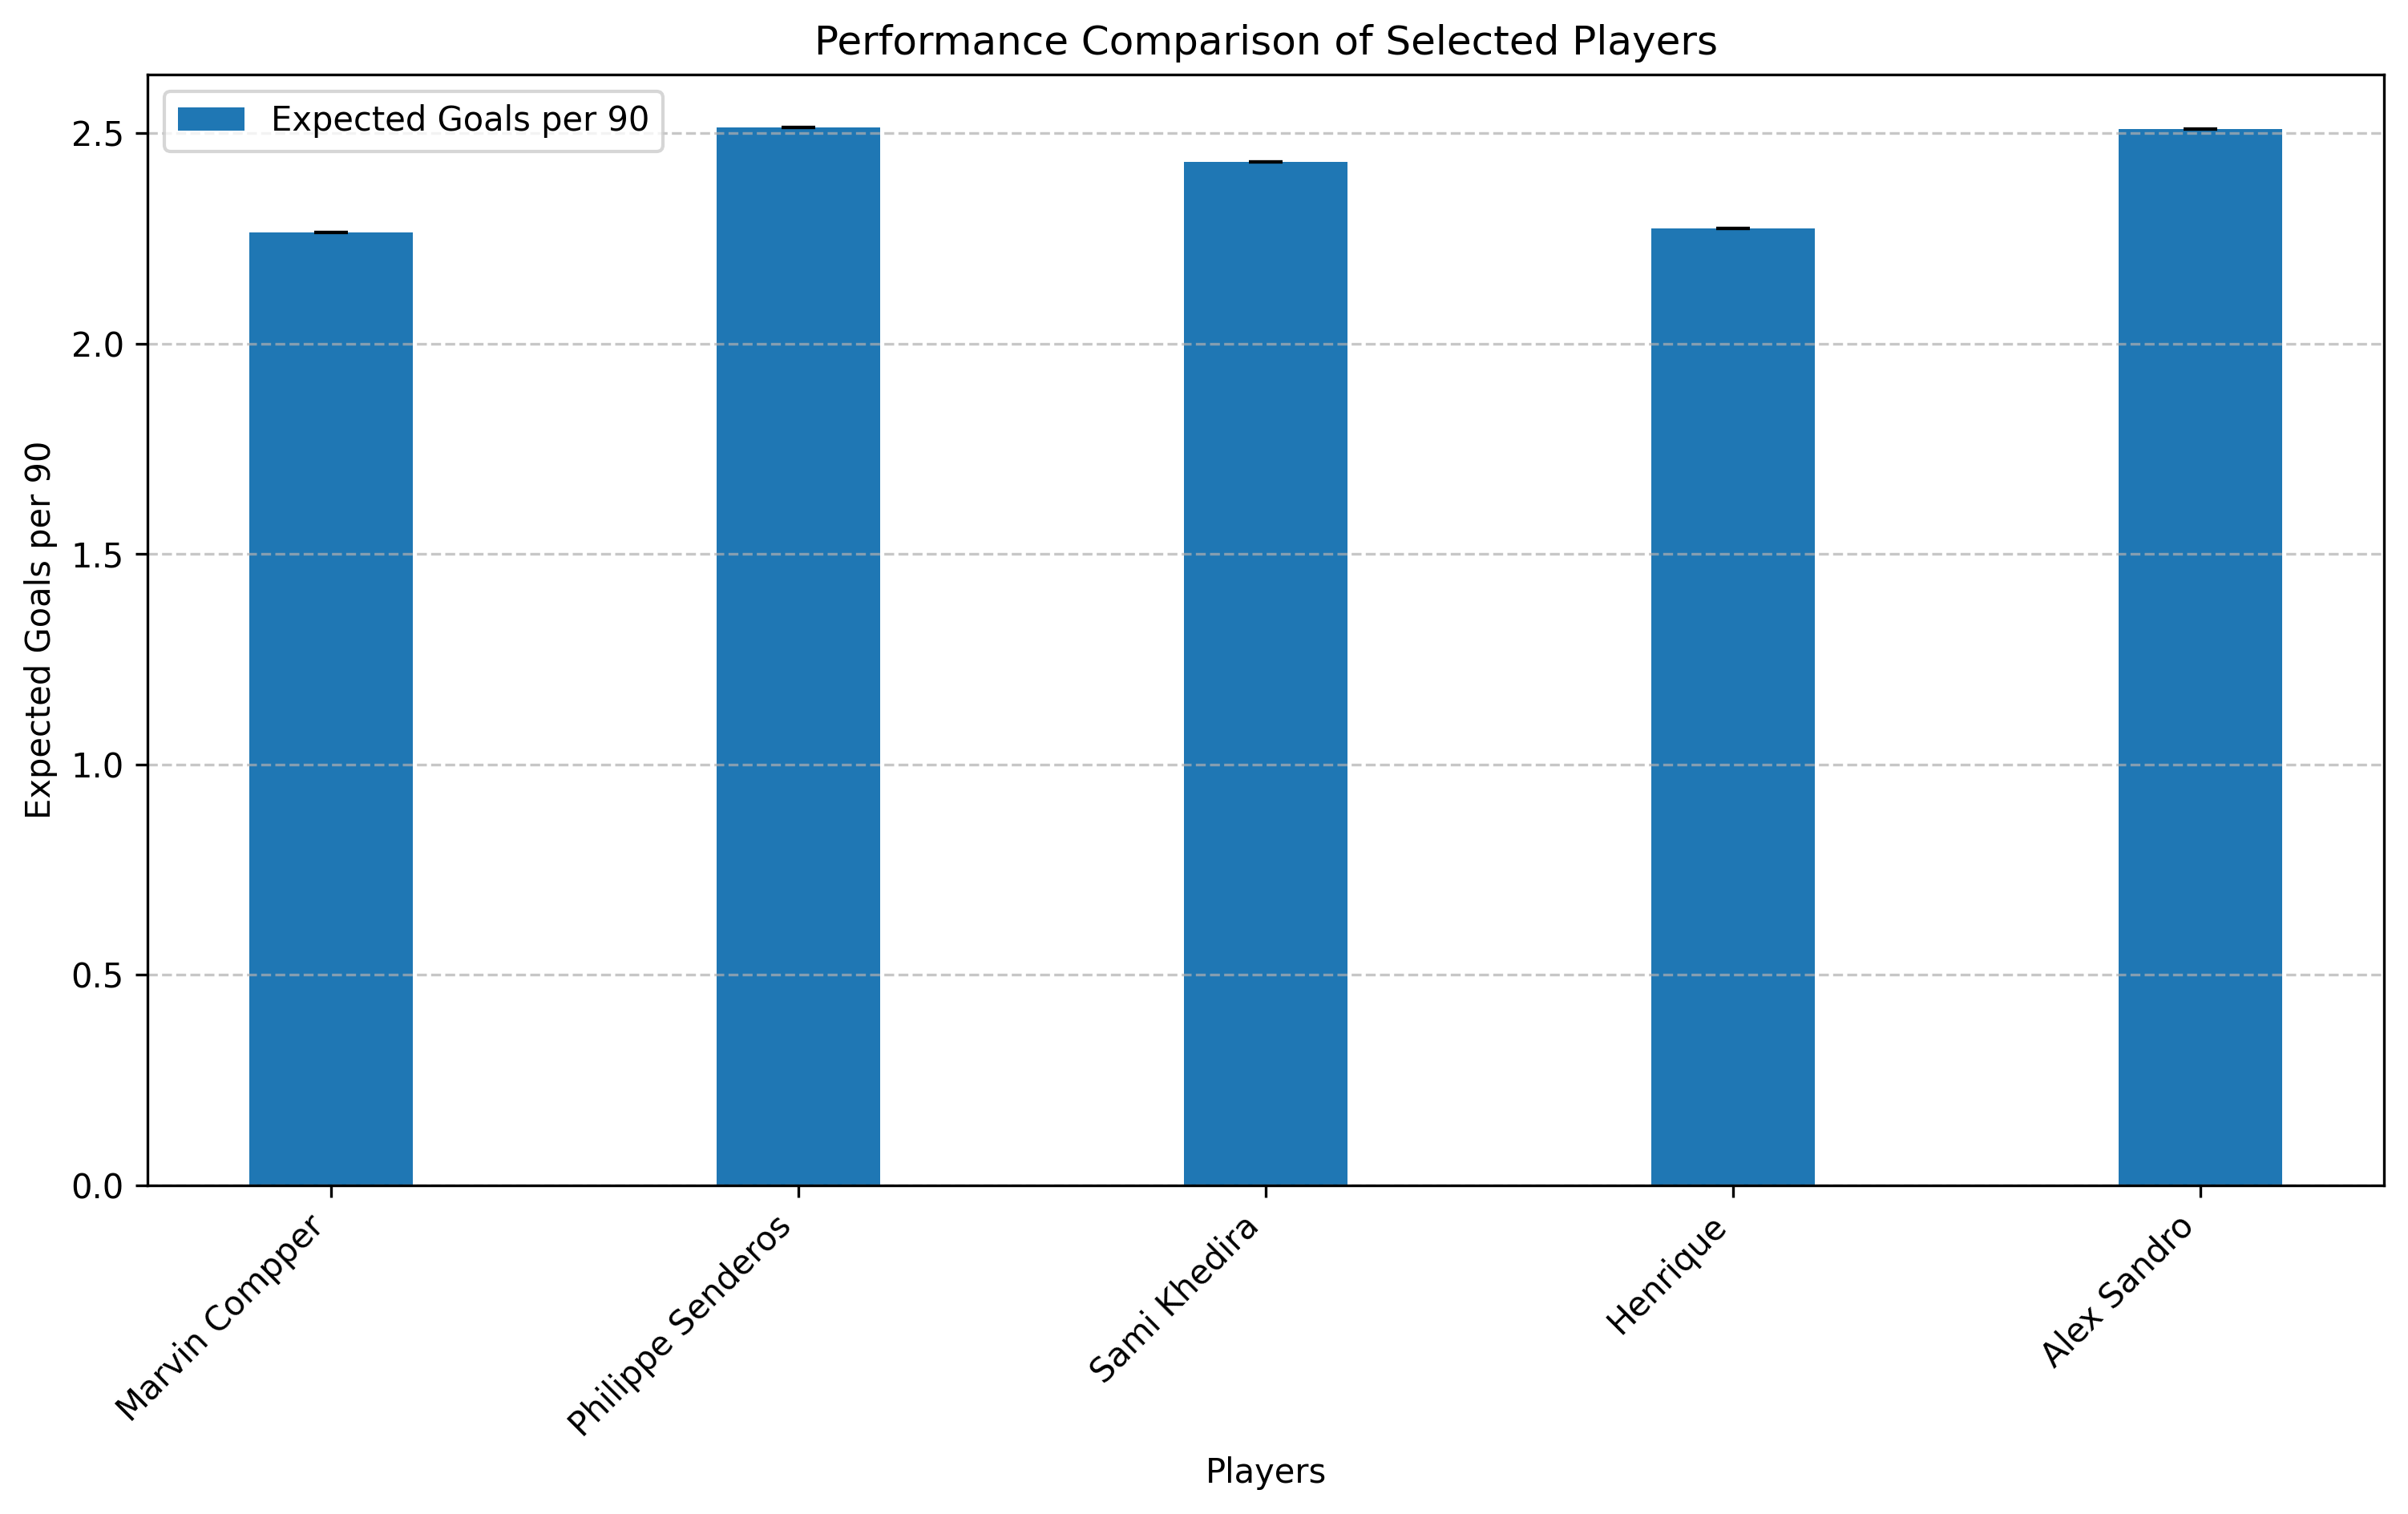 Performance Comparison of Selected Players
Expected Goals per 90
Expected Goals per 90
2.5
2.0
1.5
1.0
0.5
0.0
Marvin Compper
Philippe Senderos
Sami Khedira
Henrique
Alex Sandro
Players